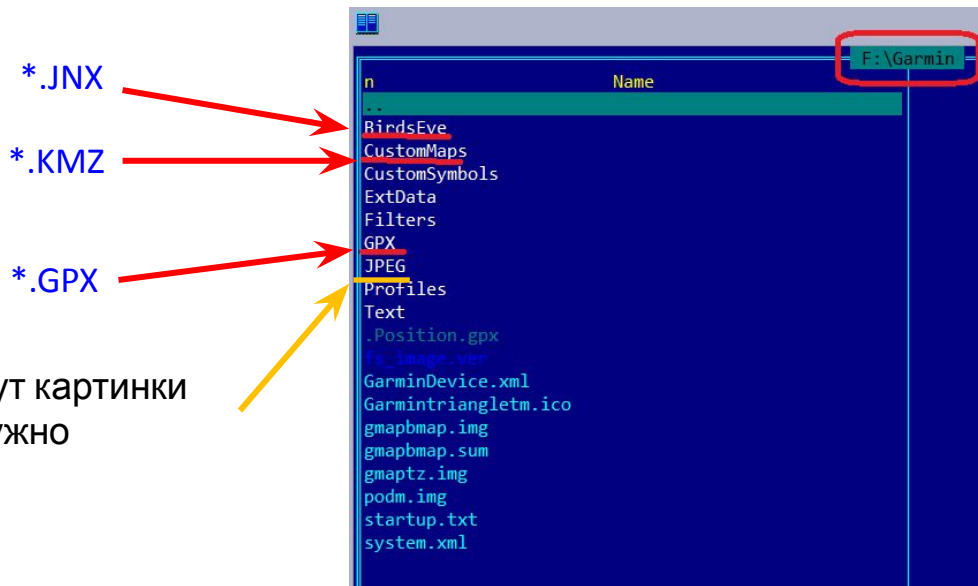 F:\Garmin
n Name
..
*.JNX
BirdsEye
*.KMZ
CustomMaps
CustomSymbols
ExtData
Filters
*.GPX
GPX
JPEG
Profiles
Text
.Position.gpx
fs_image.ver
картинки
GarminDevice.xml
Garmintriangletm.ico
gmapbmap.img
gmapbmap.sum
gmaptz.img
podm.img
startup.txt
system.xml